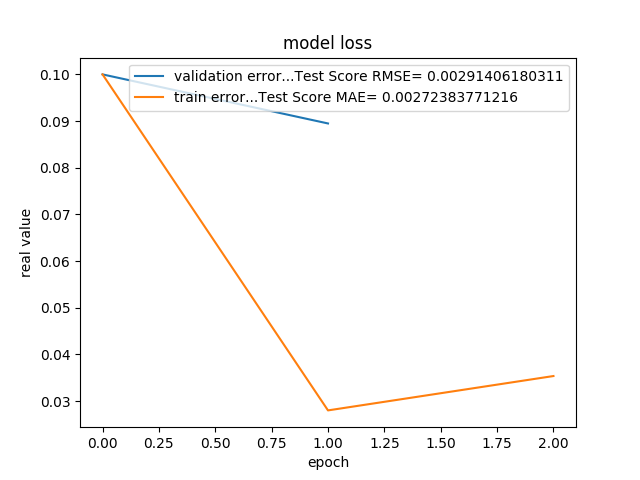 model loss
validation error...Test Score RMSE= 0.00291406180311
train error...Test Score MAE= 0.00272383771216
0.10
0.09
0.08
0.07
0.06
0.05
0.04
0.03
real value
0.00 0.25 0.50 0.75 1.00 1.25 1.50 1.75 2.00
epoch